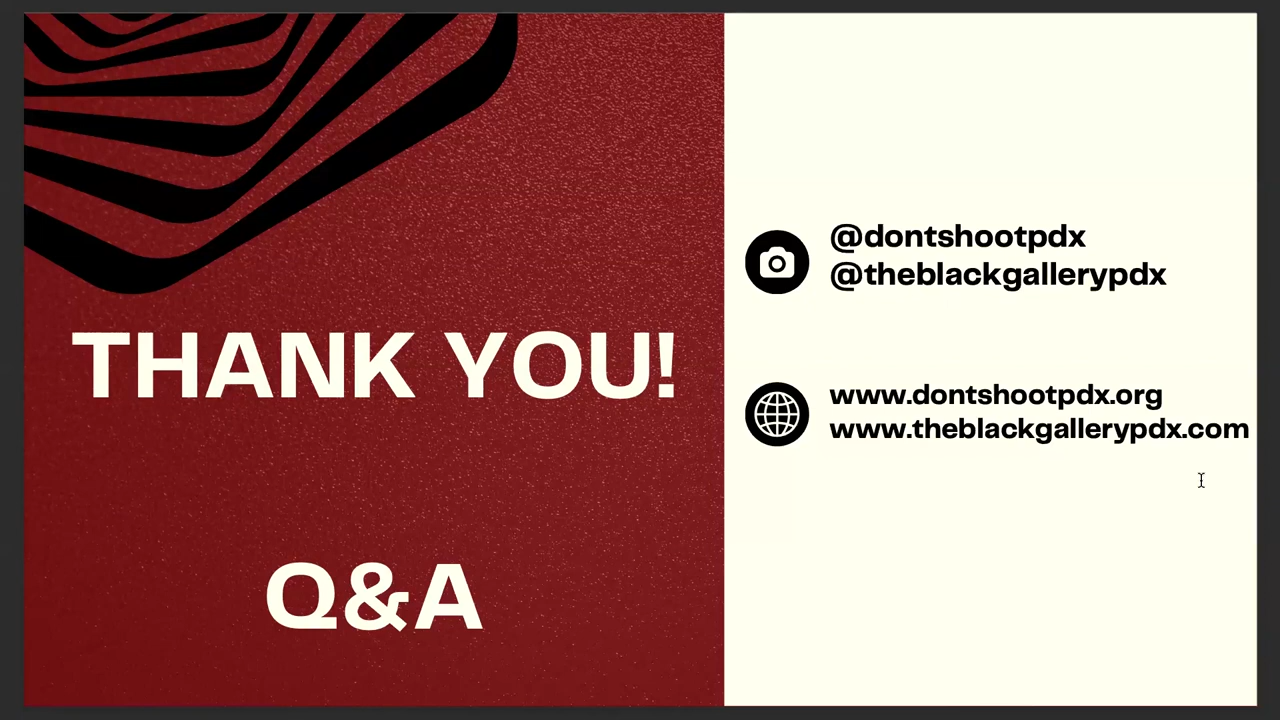 THANK YOU!
Q&A
@dontshootpdx
@theblackgallerypdx
www.dontshootpdx.org
www.theblackgallerypdx.com